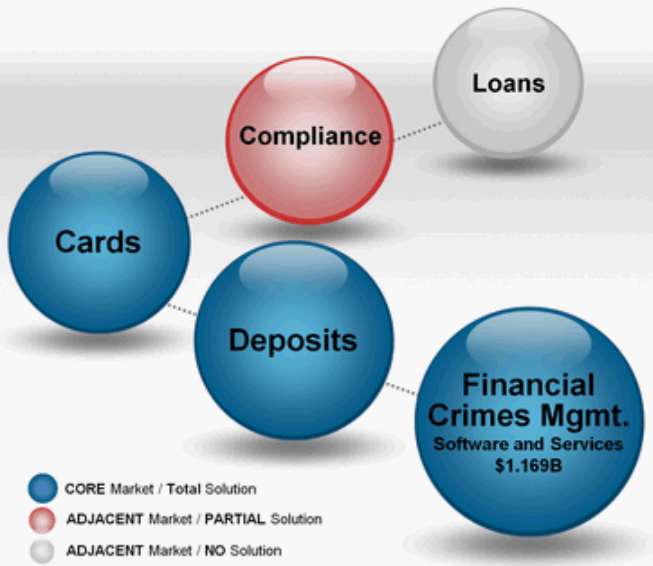 Loans
Compliance
Cards
Deposits
Financial
Crimes Mgmt.
Software and Services
$1.169B
CORE Market / Total Solution
ADJACENT Market / PARTIAL Solution
ADJACENT Market / NO Solution